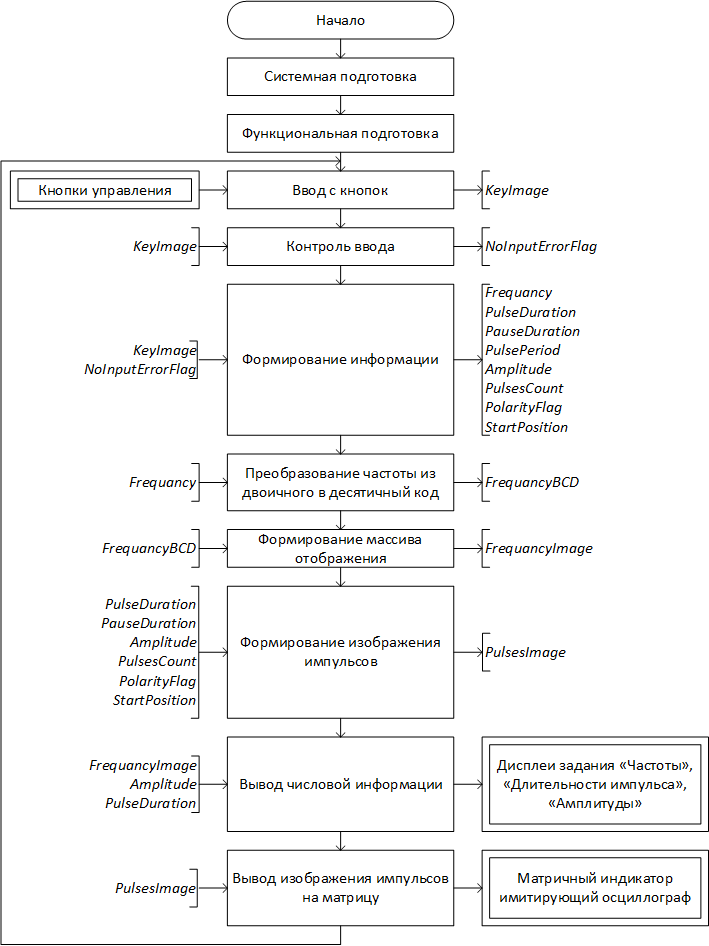 Начало
Системная подготовка
Функциональная подготовка
Кнопки управления
Ввод с кнопок
KeyImage
KeyImage
Контроль ввода
NoInputErrorFlag
KeyImage
NoInputErrorFlag
Формирование информации
Frequancy
PulseDuration
PauseDuration
PulsePeriod
Amplitude
PulsesCount
PolarityFlag
StartPosition
Frequancy
Преобразование частоты из
двоичного в десятичный код
FrequancyBCD
FrequancyBCD
Формирование массива
отображения
FrequancyImage
PulseDuration
PauseDuration
Amplitude
PulsesCount
PolarityFlag
StartPosition
Формирование изображения
импульсов
PulsesImage
FrequancyImage
Amplitude
PulseDuration
Вывод числовой информации
Дисплеи задания «Частоты»,
«Длительности импульса»,
«Амплитуды»
PulsesImage
Вывод изображения импульсов
на матрицу
Матричный индикатор
имитирующий осциллограф